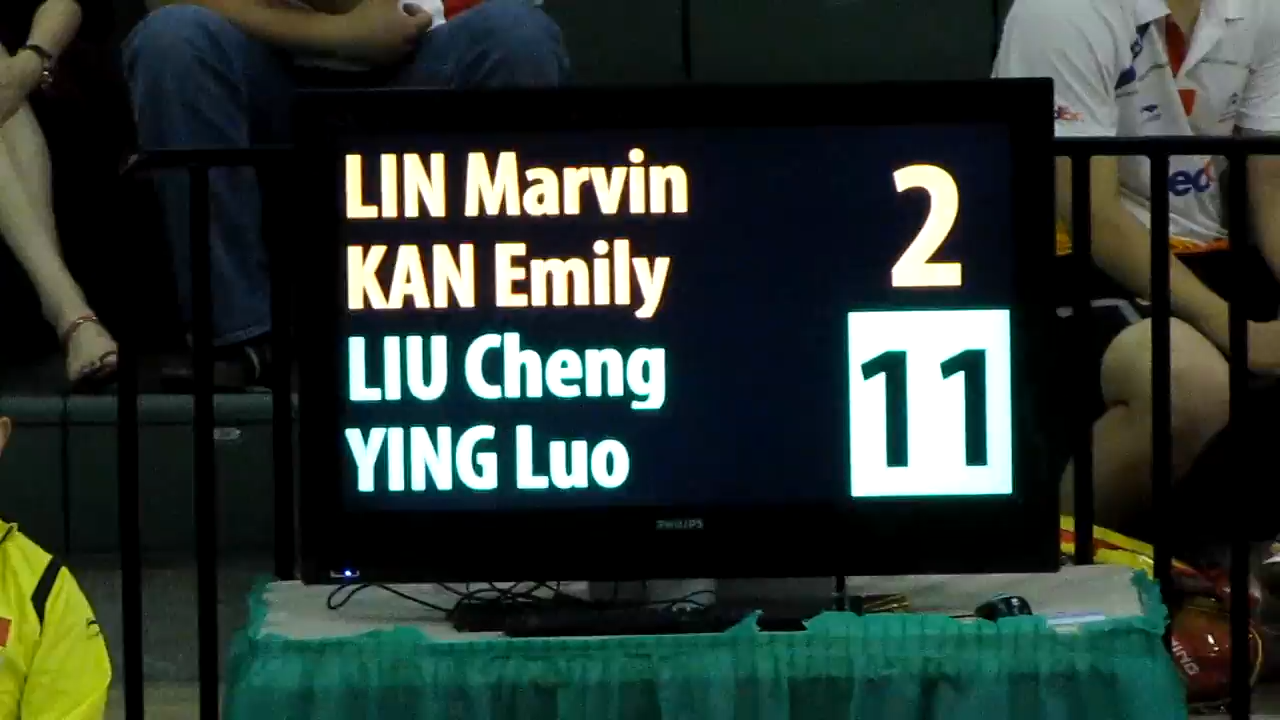 LIN Marvin 2
KAN Emily
LIU Cheng 11
YING Luo
PHILIPS